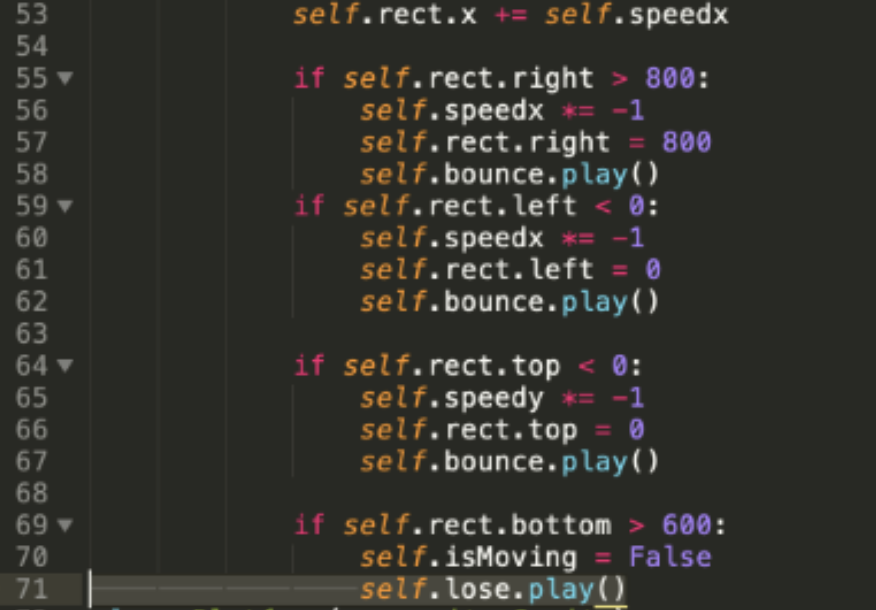 53 self.rect.x += self.speedx
54
55 if self.rect.right > 800:
56 self.speedx *= -1
57 self.rect.right = 800
58 self.bounce.play()
59 if self.rect.left < 0:
60 self.speedx *= -1
61 self.rect.left = 0
62 self.bounce.play()
63
64 if self.rect.top < 0:
65 self.speedy *= -1
66 self.rect.top = 0
67 self.bounce.play()
68
69 if self.rect.bottom > 600:
70 self.isMoving = False
71 self.lose.play()